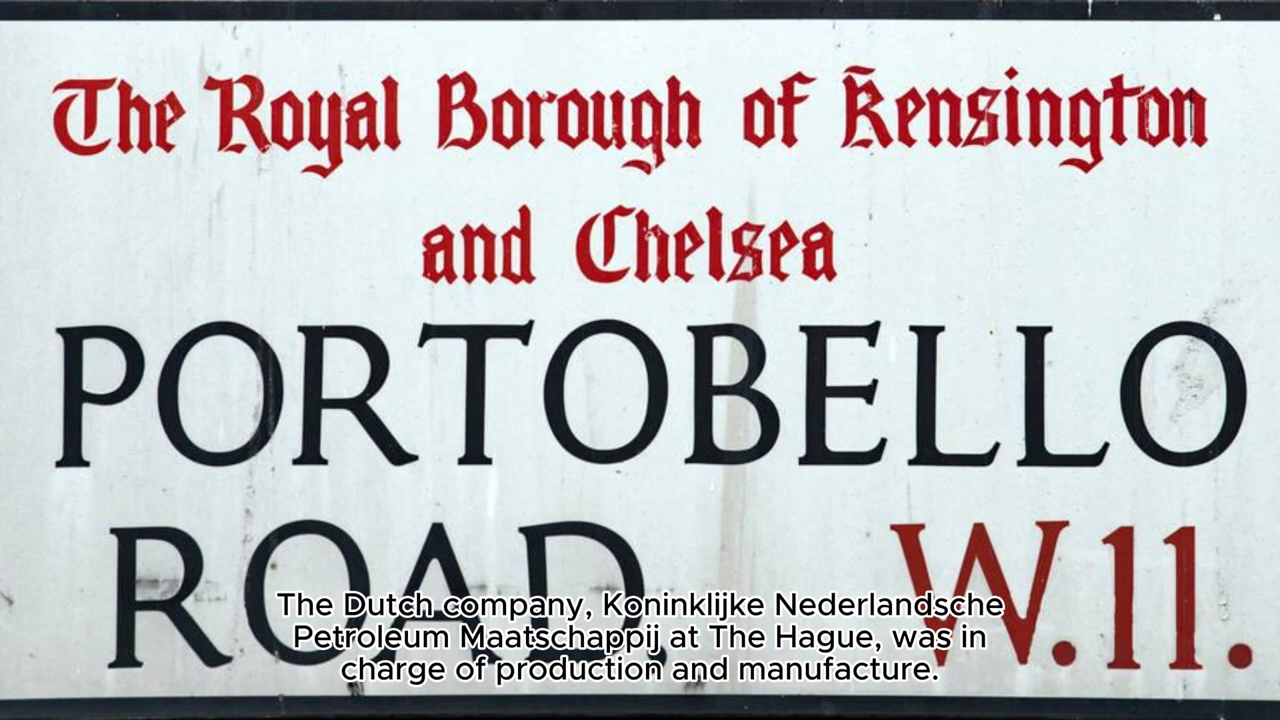 The Royal Borough of Kensington
and Chelsea
PORTOBELLO
ROAD, W.11.
The Dutch company, Koninklijke Nederlandsche
Petroleum Maatschappij at The Hague, was in
charge of production and manufacture.